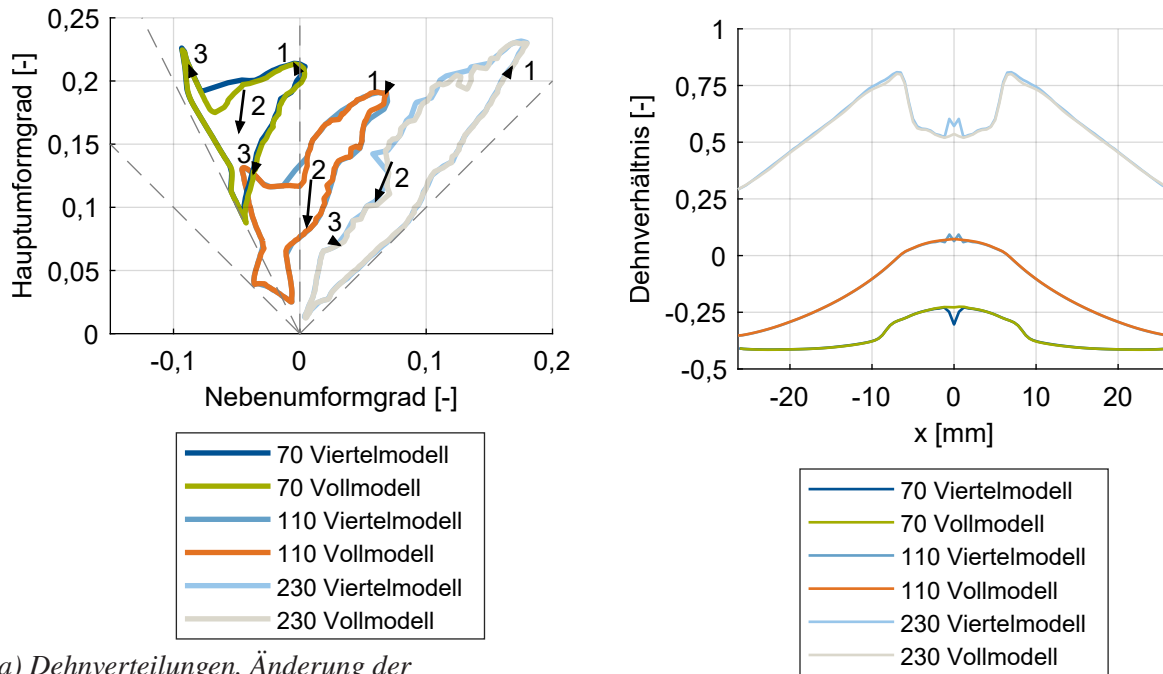 0,25
0,2
0,15
0,1
0,05
0
-0,1
0
0,1
0,2
Hauptumformgrad [-]
Nebenumformgrad [-]
3
1
2
3
1
2
1
2
3
70 Viertelmodell
70 Vollmodell
110 Viertelmodell
110 Vollmodell
230 Viertelmodell
230 Vollmodell
a) Dehnverteilungen, Änderung der
1
0,75
0,5
0,25
0
-0,25
-0,5
-20
-10
0
10
20
Dehnverhältnis [-]
x [mm]
70 Viertelmodell
70 Vollmodell
110 Viertelmodell
110 Vollmodell
230 Viertelmodell
230 Vollmodell